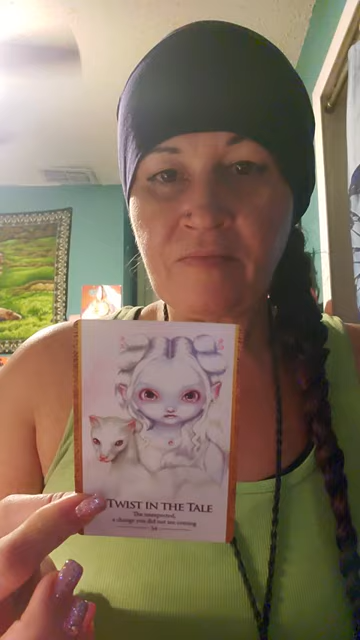 Twist in the Tale
The unexpected,
a change you did not see coming